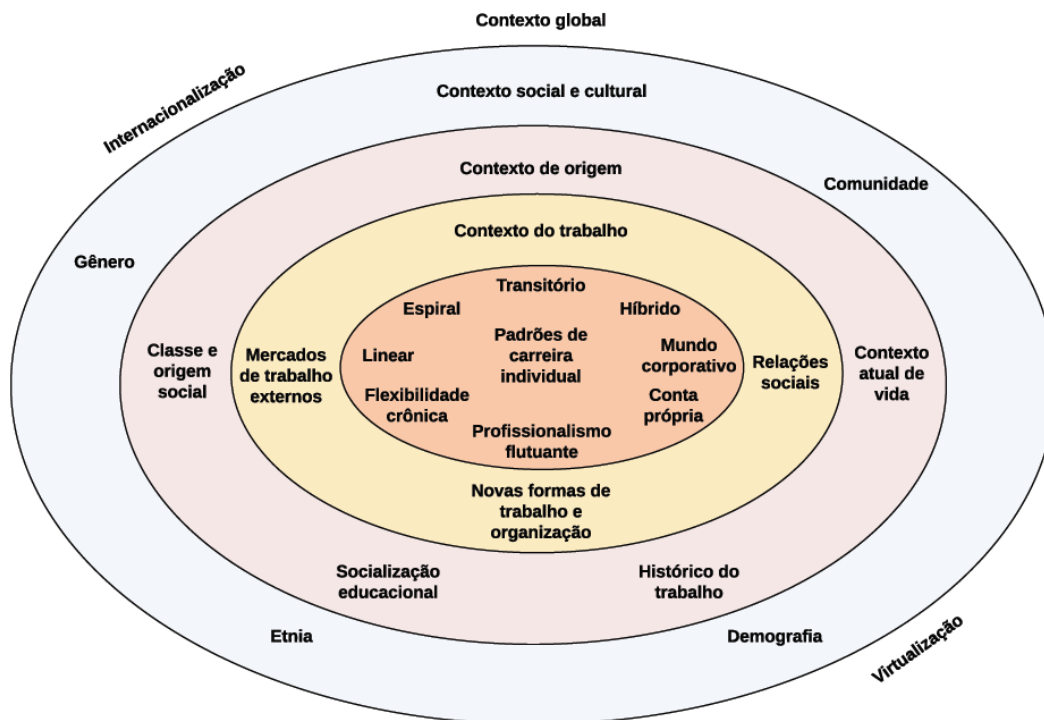 Contexto global
Internacionalização
Contexto social e cultural
Contexto de origem
Comunidade
Contexto do trabalho
Gênero
Transitório
Espiral
Híbrido
Padrões de
carreira
individual
Linear
Mundo
corporativo
Classe e
origem
social
Mercados
de trabalho
externos
Relações
sociais
Contexto
atual de
vida
Flexibilidade
crônica
Conta
própria
Profissionalismo
flutuante
Novas formas de
trabalho e
organização
Socialização
educacional
Histórico do
trabalho
Etnia
Demografia
Virtualização